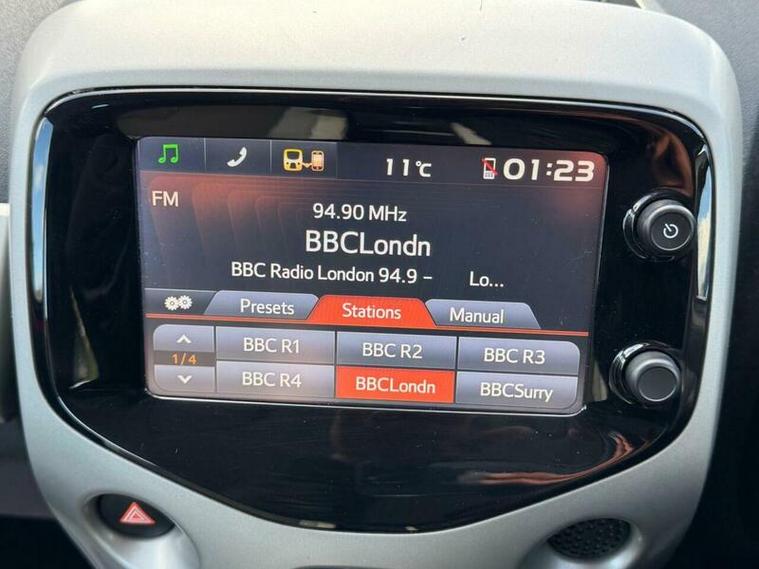 11°C 01:23
FM
94.90 MHz
BBCLondn
BBC Radio London 94.9 – Lo...
Presets Stations Manual
1/4
BBC R1 BBC R2 BBC R3
BBC R4 BBCLondn BBCSurry